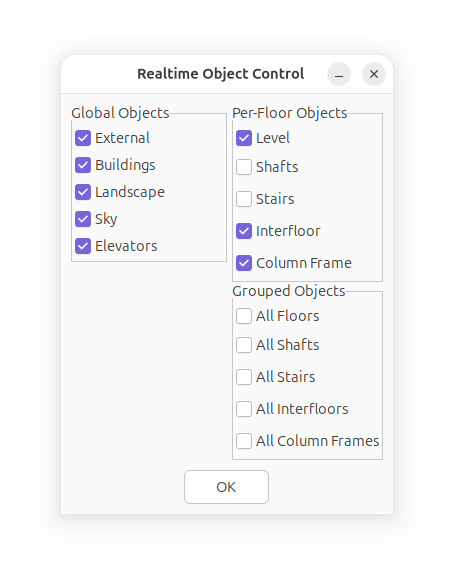 Realtime Object Control
Global Objects
External
Buildings
Landscape
Sky
Elevators
Per-Floor Objects
Level
Shafts
Stairs
Interfloor
Column Frame
Grouped Objects
All Floors
All Shafts
All Stairs
All Interfloors
All Column Frames
OK